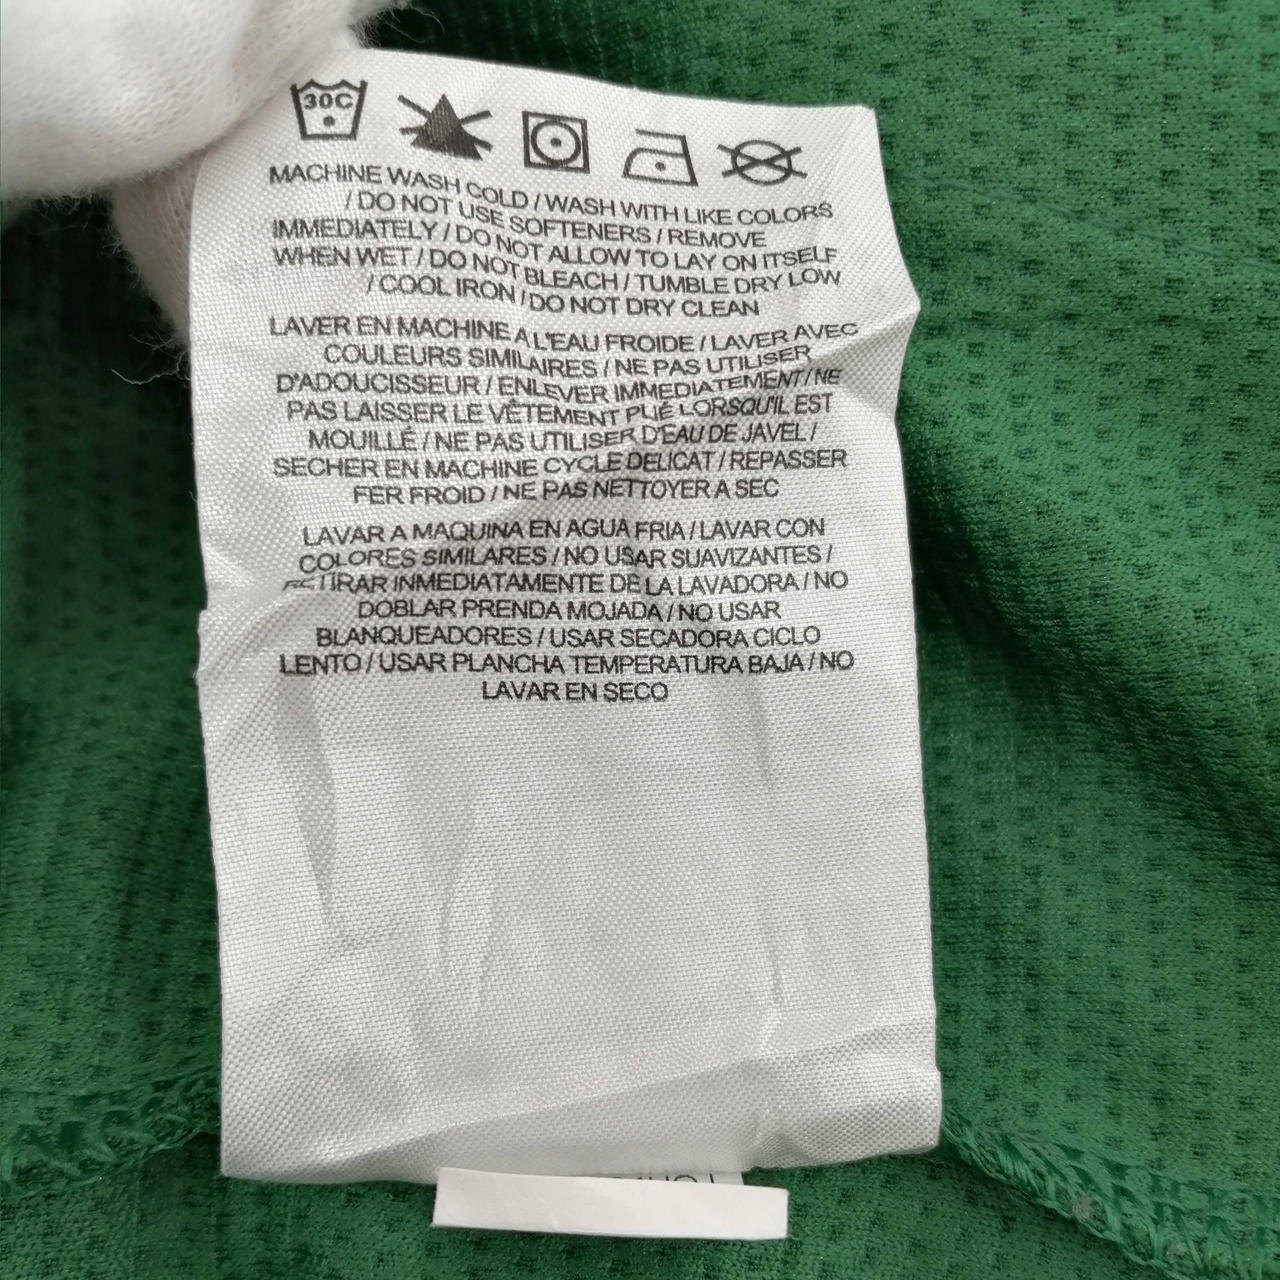 30C
MACHINE WASH COLD / WASH WITH LIKE COLORS
/ DO NOT USE SOFTENERS / REMOVE
IMMEDIATELY / DO NOT ALLOW TO LAY ON ITSELF
WHEN WET / DO NOT BLEACH / TUMBLE DRY LOW
/ COOL IRON / DO NOT DRY CLEAN
LAVER EN MACHINE A L'EAU FROIDE / LAVER AVEC
COULEURS SIMILAIRES / NE PAS UTILISER
D'ADOUCISSEUR / ENLEVER IMMEDIATEMENT / NE
PAS LAISSER LE VÊTEMENT PLIÉ LORSQU'IL EST
MOUILLÉ / NE PAS UTILISER D'EAU DE JAVEL /
SECHER EN MACHINE CYCLE DELICAT / REPASSER
FER FROID / NE PAS NETTOYER A SEC
LAVAR A MAQUINA EN AGUA FRIA / LAVAR CON
COLORES SIMILARES / NO USAR SUAVIZANTES /
RETIRAR INMEDIATAMENTE DE LA LAVADORA / NO
DOBLAR PRENDA MOJADA / NO USAR
BLANQUEADORES / USAR SECADORA CICLO
LENTO / USAR PLANCHA TEMPERATURA BAJA / NO
LAVAR EN SECO